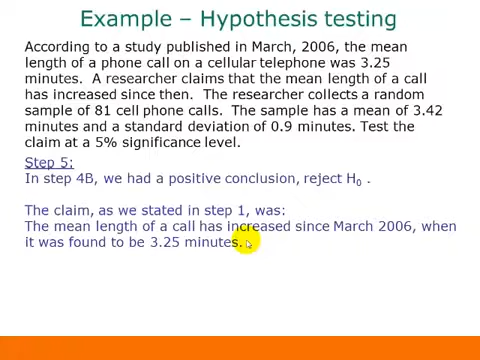 Example – Hypothesis testing
According to a study published in March, 2006, the mean
length of a phone call on a cellular telephone was 3.25
minutes.  A researcher claims that the mean length of a call
has increased since then.  The researcher collects a random
sample of 81 cell phone calls.  The sample has a mean of 3.42
minutes and a standard deviation of 0.9 minutes. Test the
claim at a 5% significance level.
Step 5:
In step 4B, we had a positive conclusion, reject H₀ .
The claim, as we stated in step 1, was:
The mean length of a call has increased since March 2006, when
it was found to be 3.25 minutes.